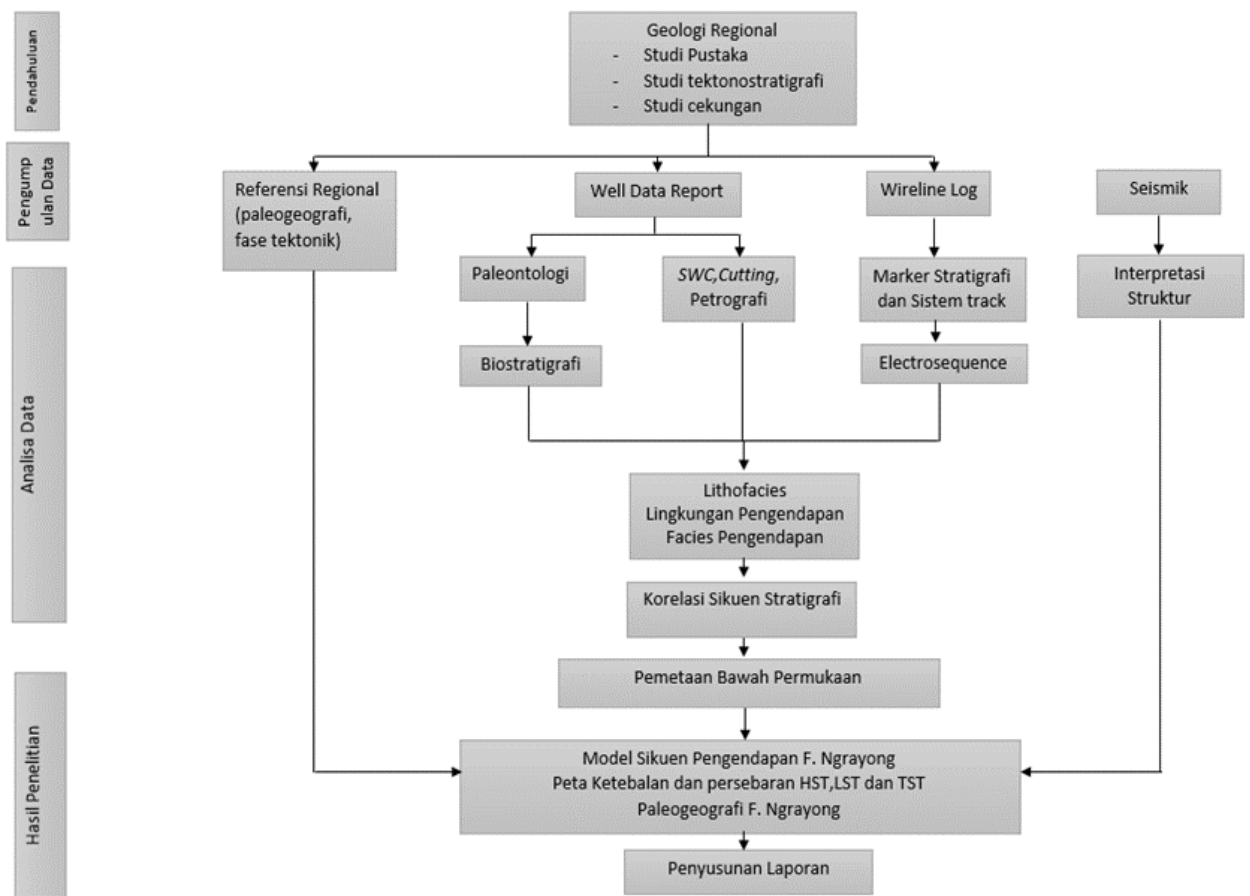 Pendahuluan
Geologi Regional
- Studi Pustaka
- Studi tektonostratigrafi
- Studi cekungan
Pengump
ulan Data
Referensi Regional
(paleogeografi,
fase tektonik)
Well Data Report
Wireline Log
Seismik
Analisa Data
Paleontologi
SWC,Cutting,
Petrografi
Marker Stratigrafi
dan Sistem track
Interpretasi
Struktur
Biostratigrafi
Electrosequence
Lithofacies
Lingkungan Pengendapan
Facies Pengendapan
Korelasi Sikuen Stratigrafi
Pemetaan Bawah Permukaan
Hasil Penelitian
Model Sikuen Pengendapan F. Ngrayong
Peta Ketebalan dan persebaran HST,LST dan TST
Paleogeografi F. Ngrayong
Penyusunan Laporan